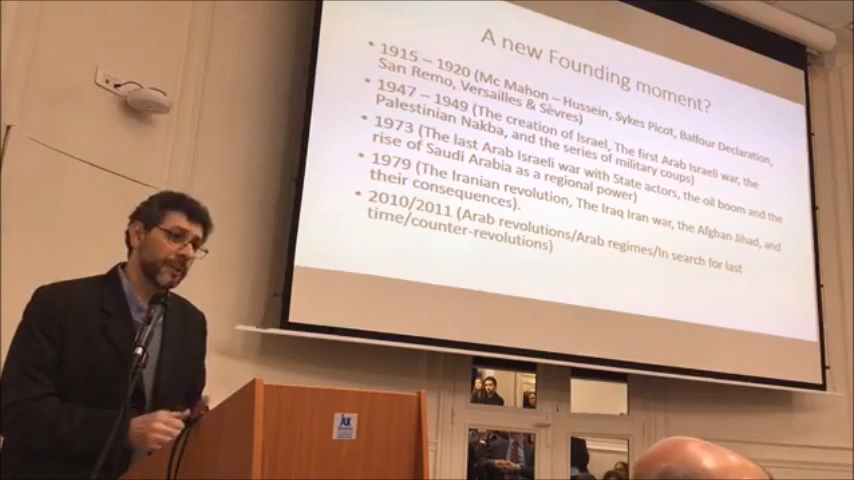 A new Founding moment?
• 1915 – 1920 (Mc Mahon – Hussein, Sykes Picot, Balfour Declaration,
San Remo, Versailles & Sèvres)
• 1947 – 1949 (The creation of Israel, The first Arab Israeli war, the
Palestinian Nakba, and the series of military coups)
• 1973 (The last Arab Israeli war with State actors, the oil boom and the
rise of Saudi Arabia as a regional power)
• 1979 (The Iranian revolution, The Iraq Iran war, the Afghan Jihad, and
their consequences).
• 2010/2011 (Arab revolutions/Arab regimes/In search for last
time/counter-revolutions)